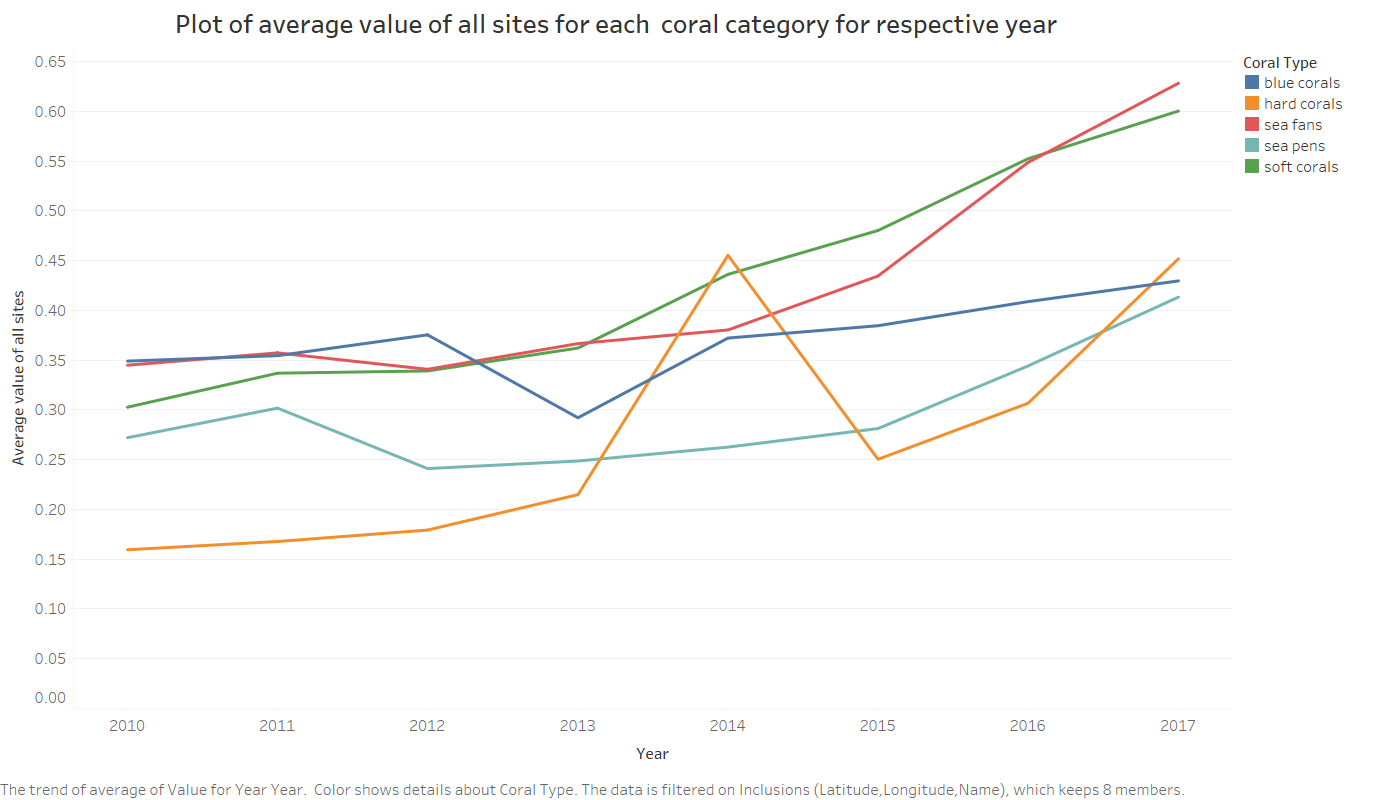 Plot of average value of all sites for each  coral category for respective year
0.65
0.60
0.55
0.50
0.45
0.40
0.35
0.30
0.25
0.20
0.15
0.10
0.05
0.00
Average value of all sites
2010 2011 2012 2013 2014 2015 2016 2017
Year
Coral Type
blue corals
hard corals
sea fans
sea pens
soft corals
The trend of average of Value for Year Year.  Color shows details about Coral Type. The data is filtered on Inclusions (Latitude,Longitude,Name), which keeps 8 members.